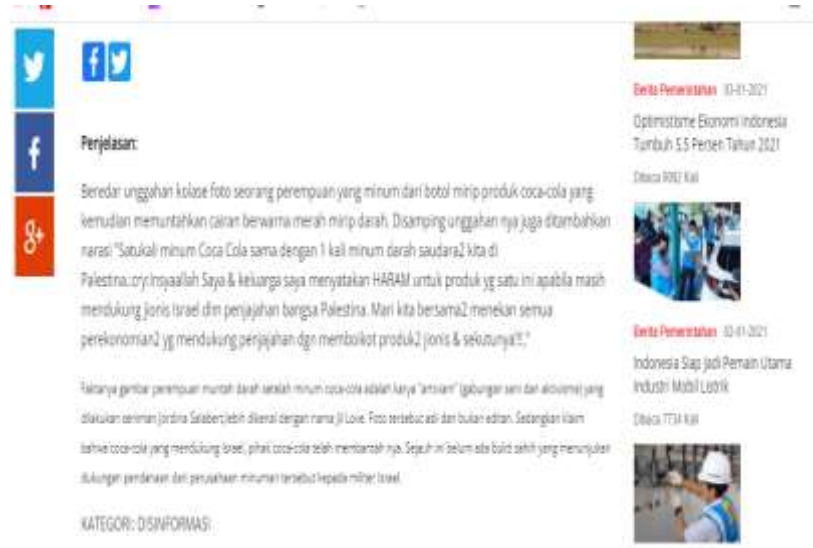 Penjelasan:
Beredar unggahan kolase foto seorang perempuan yang minum dari botol mirip produk coca-cola yang
kemudian memuntahkan cairan berwarna merah mirip darah. Disamping unggahan nya juga ditambahkan
narasi "Satukali minum Coca Cola sama dengan 1 kali minum darah saudara2 kita di
Palestina.:cry:Insyaallah Saya & keluarga saya menyatakan HARAM untuk produk yg satu ini apabila masih
mendukung jionis Israel dlm penjajahan bangsa Palestina. Mari kita bersama2 menekan semua
perekonomian2 yg mendukung penjajahan dgn memboikot produk2 jionis & sekutunya
Faktanya gambar perempuan muntah darah setelah minum coca-cola adalah karya "artivism" (gabungan seni dan aktivisme) yang
dilakukan seniman Jordina Salabert,lebih dikenal dengan nama Jil Love. Foto tersebut asli dan bukan editan. Sedangkan klaim
bahwa coca-cola yang mendukung Israel, pihak coca-cola telah membantah nya. Sejauh ini belum ada bukti sahih yang menunjukan
dukungan pendanaan dari perusahaan minuman tersebut kepada militer Israel.
KATEGORI: DISINFORMASI
Berita Pemerintahan 03-01-2021
Optimistisme Ekonomi Indonesia
Tumbuh 5.5 Persen Tahun 2021
Dibaca Kali
Berita Pemerintahan 02-01-2021
Indonesia Siap Jadi Pemain Utama
Industri Mobil Listrik
Dibaca 7734 Kali